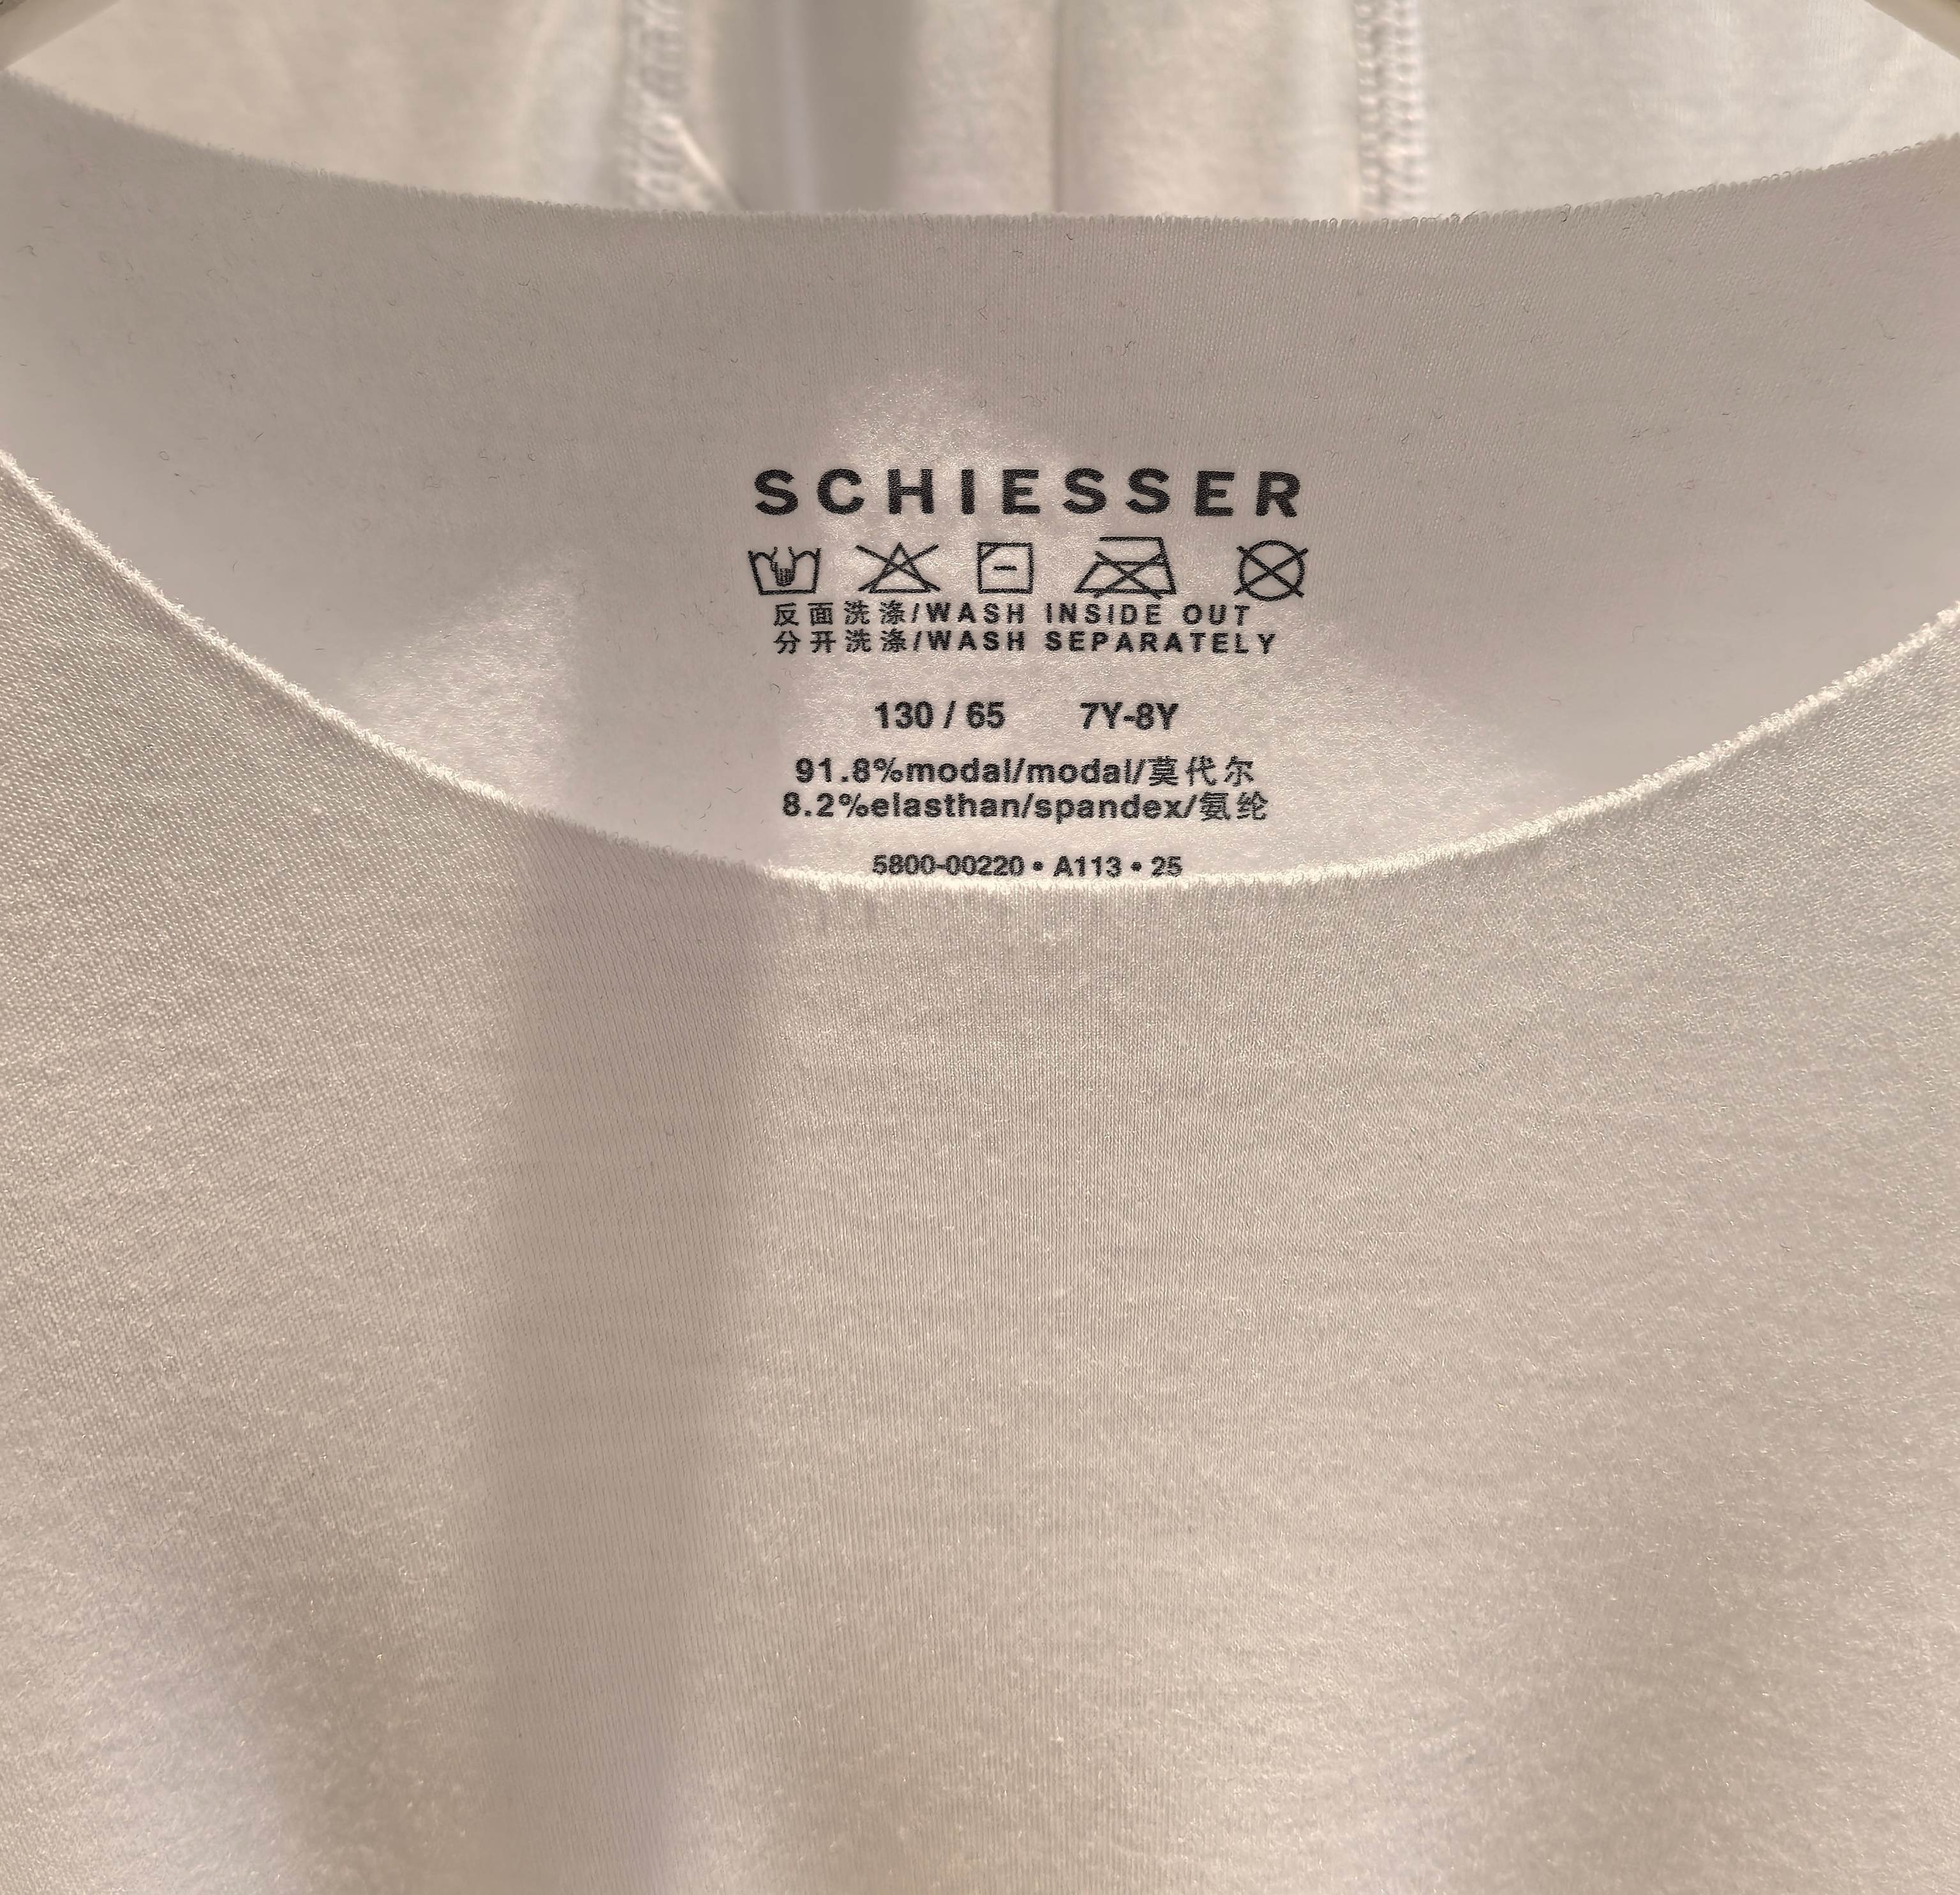 SCHIESSER
反面洗涤/WASH INSIDE OUT
分开洗涤/WASH SEPARATELY
130 / 65 7Y-8Y
91.8%modal/modal/莫代尔
8.2%elasthan/spandex/氨纶
5800-00220 • A113 • 25